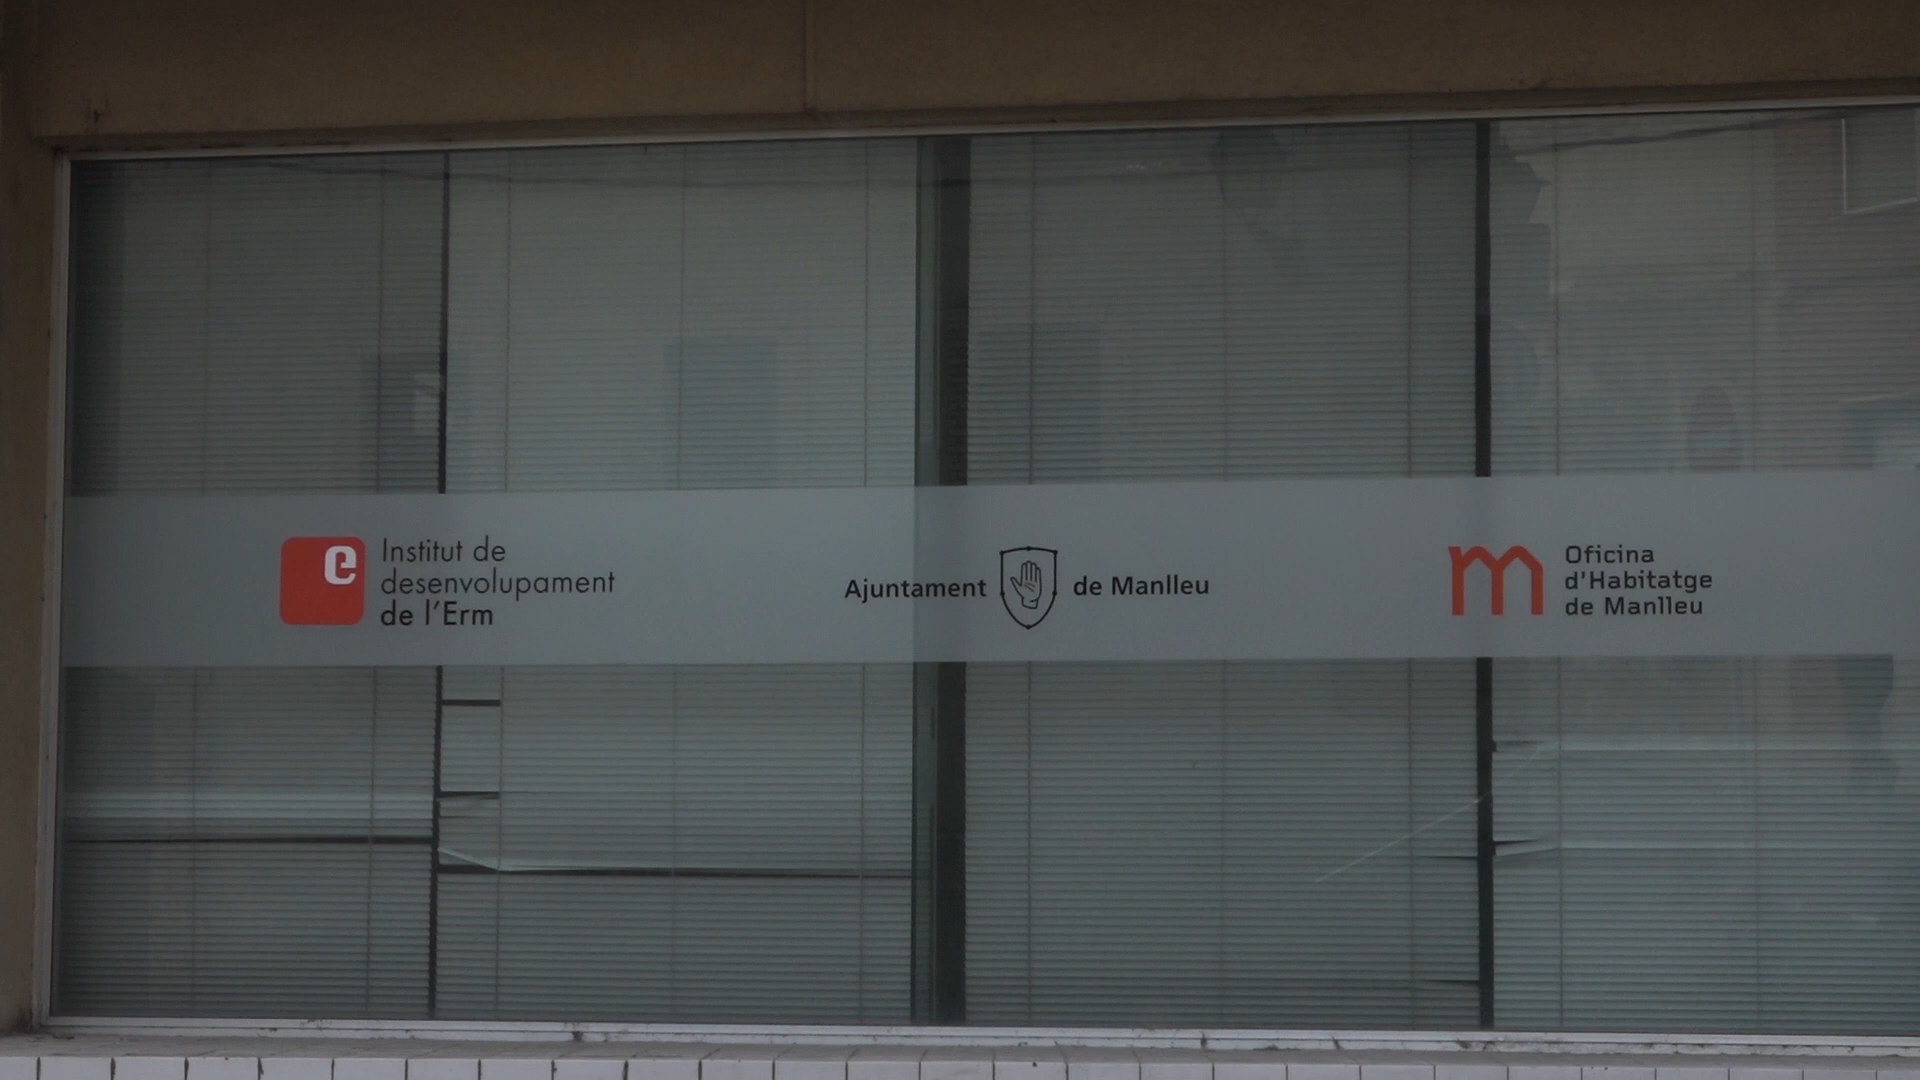 Institut de
desenvolupament
de l'Erm
Ajuntament de Manlleu
Oficina
d'Habitatge
de Manlleu